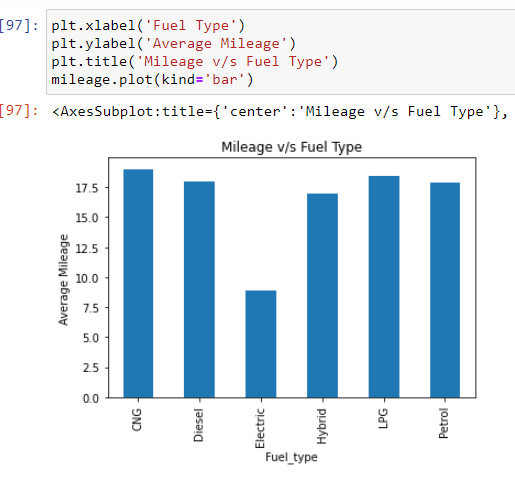 [97]: plt.xlabel('Fuel Type')
plt.ylabel('Average Mileage')
plt.title('Mileage v/s Fuel Type')
mileage.plot(kind='bar')
[97]: <AxesSubplot:title={'center':'Mileage v/s Fuel Type'},
Mileage v/s Fuel Type
17.5
15.0
12.5
10.0
7.5
5.0
2.5
0.0
Average Mileage
CNG
Diesel
Electric
Hybrid
LPG
Petrol
Fuel_type